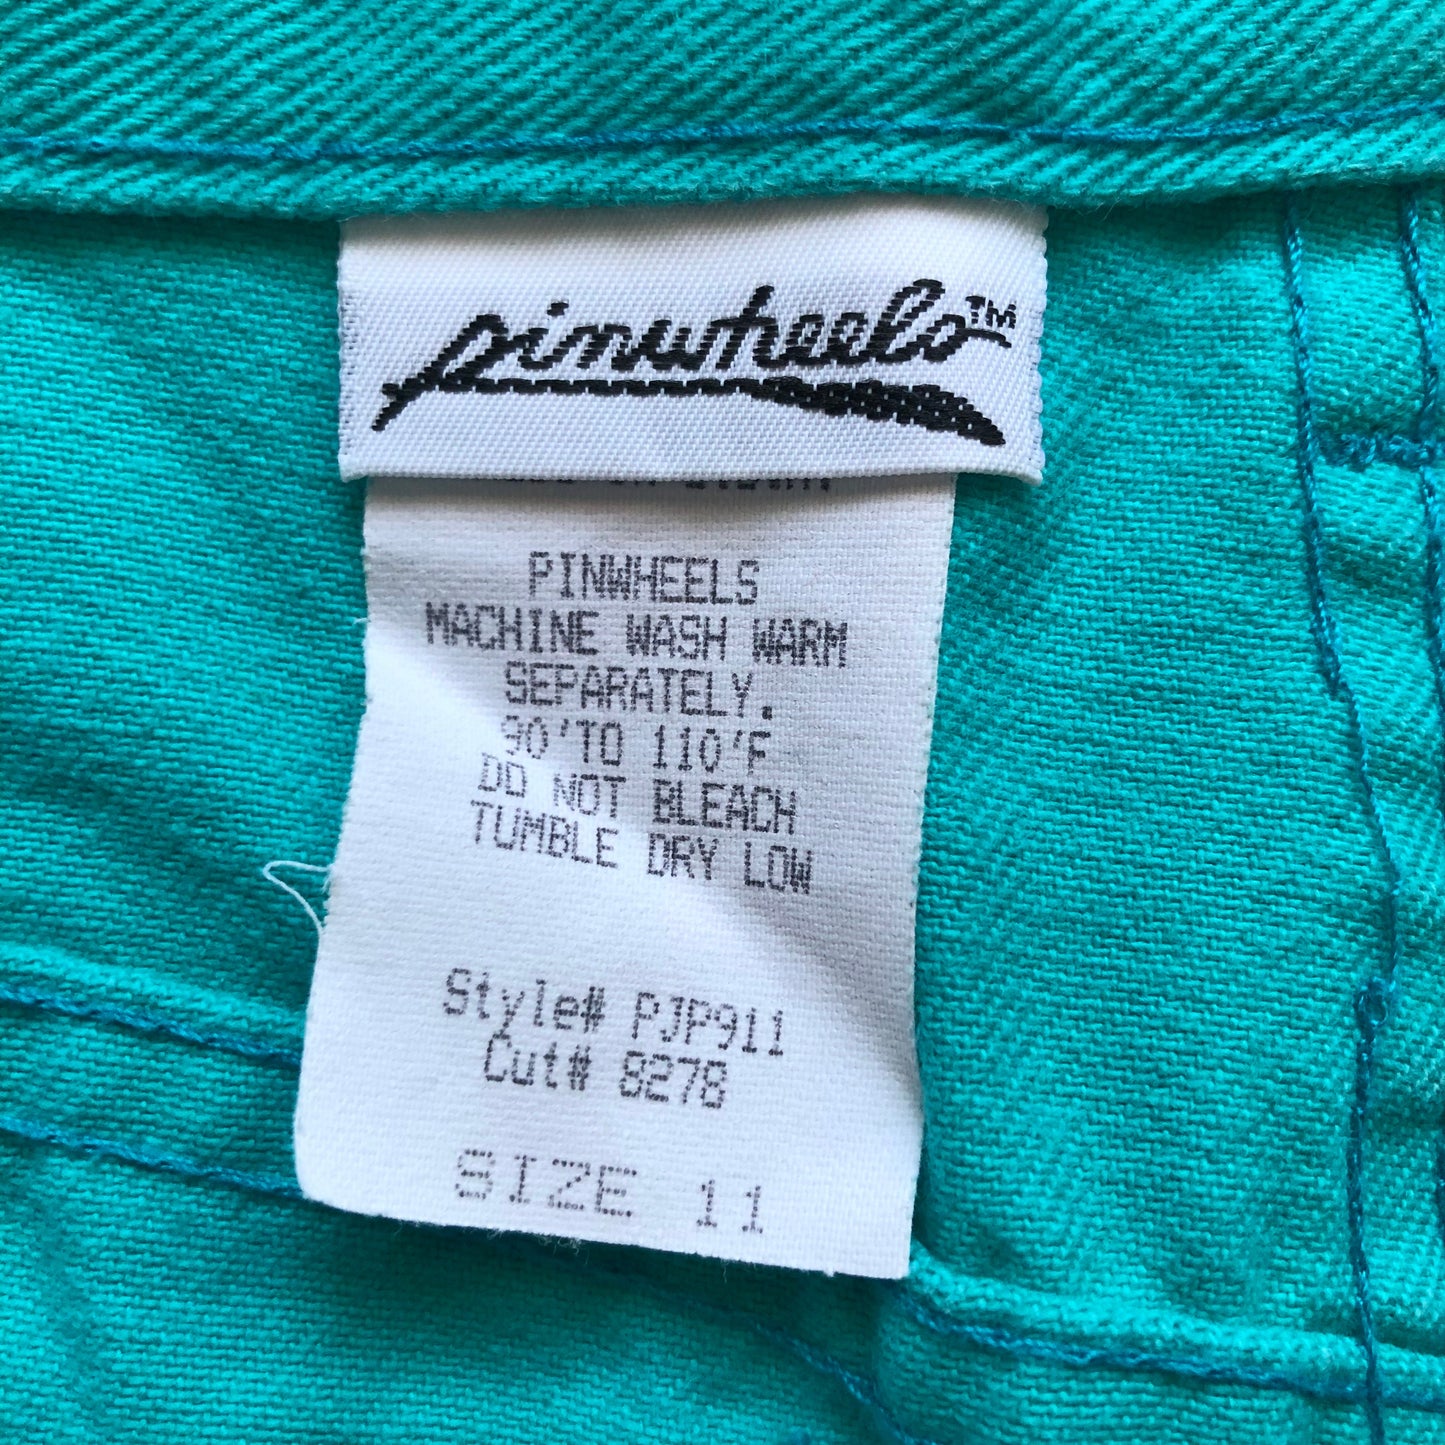 pinwheels™
PINWHEELS
MACHINE WASH WARM
SEPARATELY.
90'TO 110'F
DO NOT BLEACH
TUMBLE DRY LOW
Style# PJP911
Cut# 8278
SIZE 11